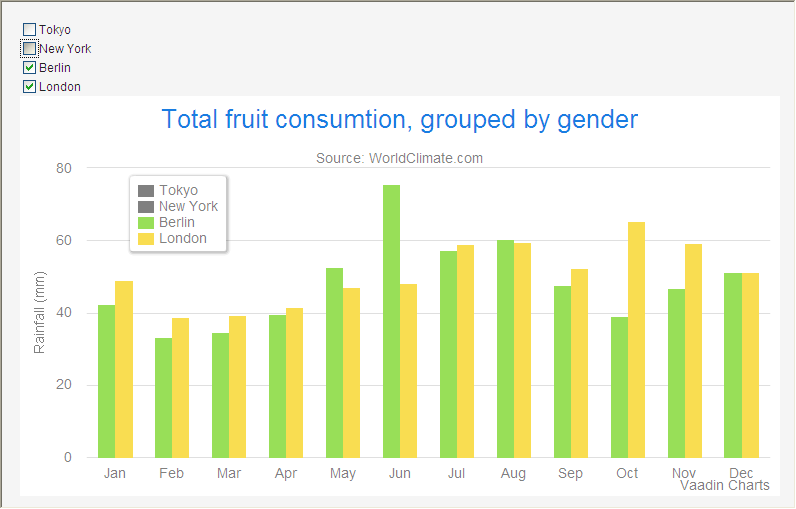 Tokyo
New York
Berlin
London
Total fruit consumtion, grouped by gender
Source: WorldClimate.com
80
60
40
20
0
Rainfall (mm)
Tokyo
New York
Berlin
London
Jan Feb Mar Apr May Jun Jul Aug Sep Oct Nov Dec
Vaadin Charts